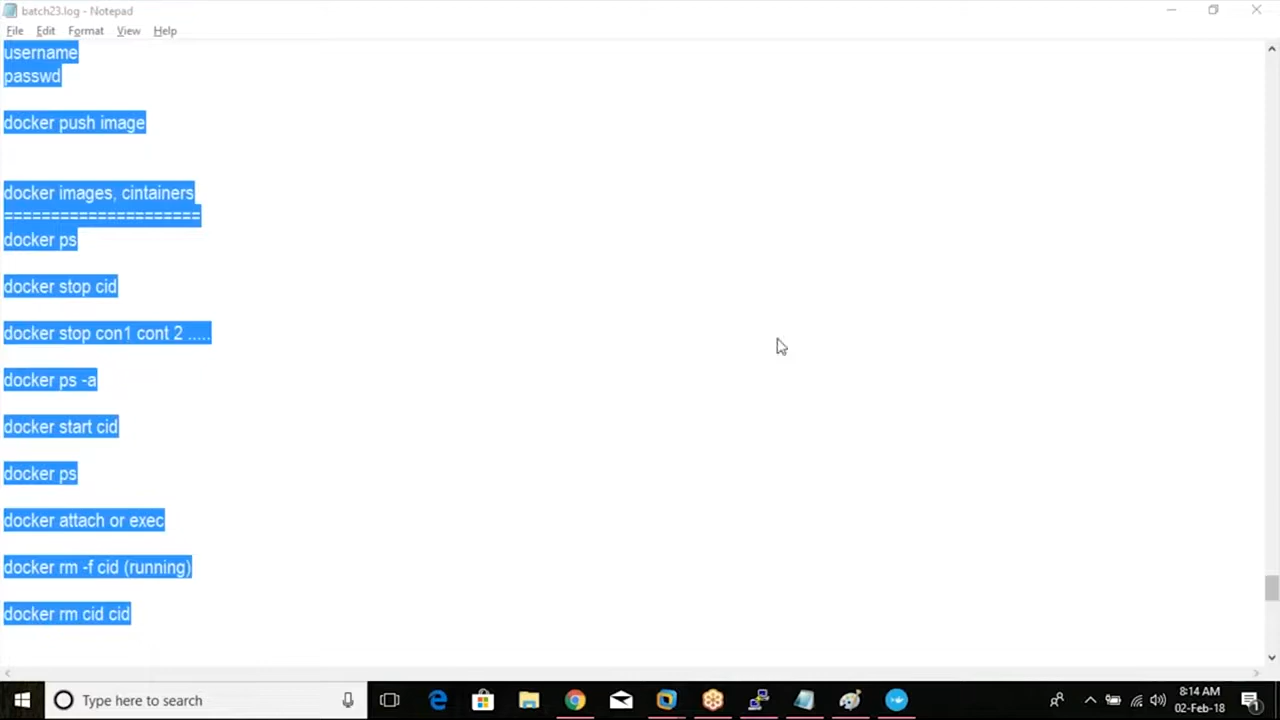 batch23.log - Notepad
File Edit Format View Help
username
passwd
docker push image
docker images, cintainers
=====================
docker ps
docker stop cid
docker stop con1 cont 2 .....
docker ps -a
docker start cid
docker ps
docker attach or exec
docker rm -f cid (running)
docker rm cid cid
Type here to search
8:14 AM
02-Feb-18
1